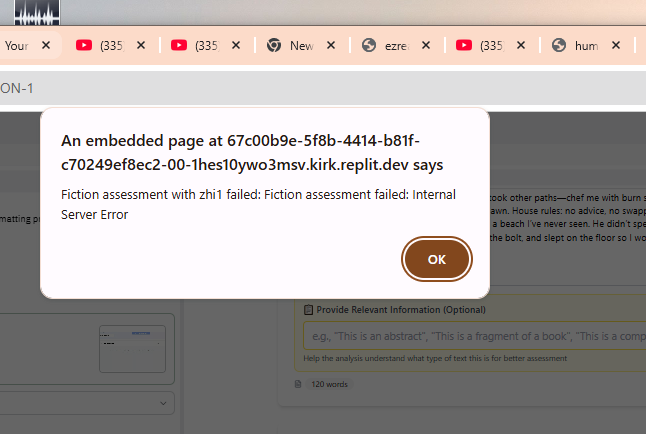 Your
(335
(335
New
ezre
(335
hum
ON-1
An embedded page at 67c00b9e-5f8b-4414-b81f-
c70249ef8ec2-00-1hes10ywo3msv.kirk.replit.dev says
Fiction assessment with zhi1 failed: Fiction assessment failed: Internal
Server Error
OK
took other paths—chef me with burn s
awn. House rules: no advice, no swapp
a beach I've never seen. He didn't spe
the bolt, and slept on the floor so I wo
matting p
Provide Relevant Information (Optional)
e.g., "This is an abstract", "This is a fragment of a book", "This is a comp
Help the analysis understand what type of text this is for better assessment
120 words